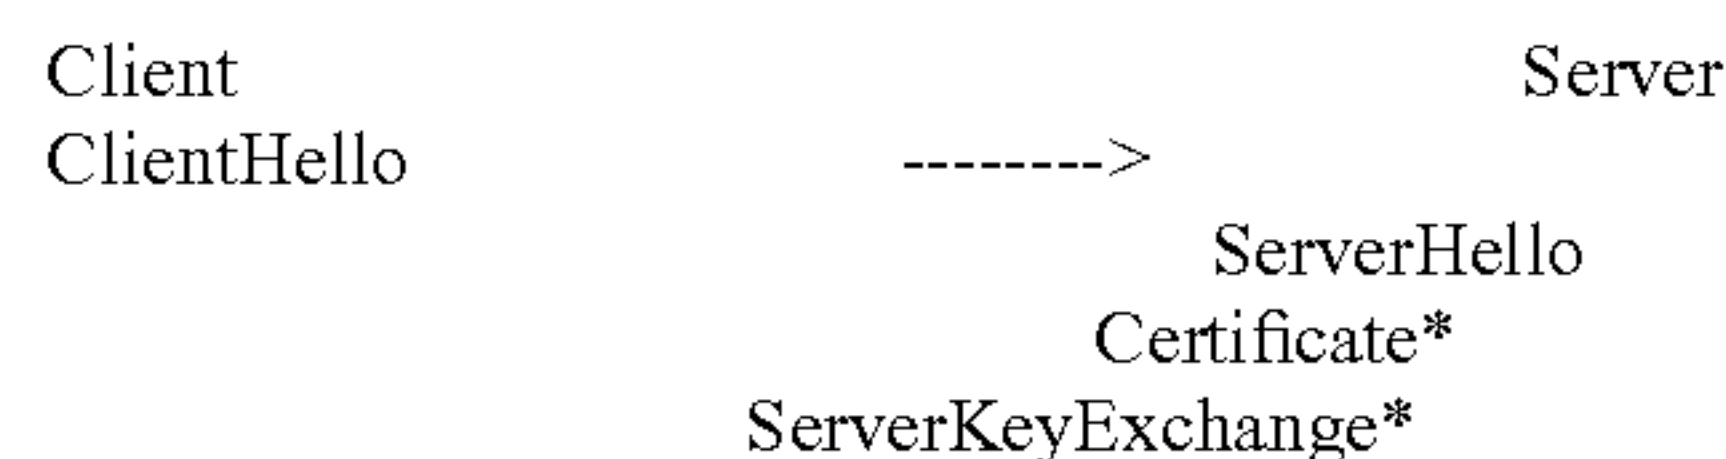 Client Server
ClientHello -------->
ServerHello
Certificate*
ServerKeyExchange*